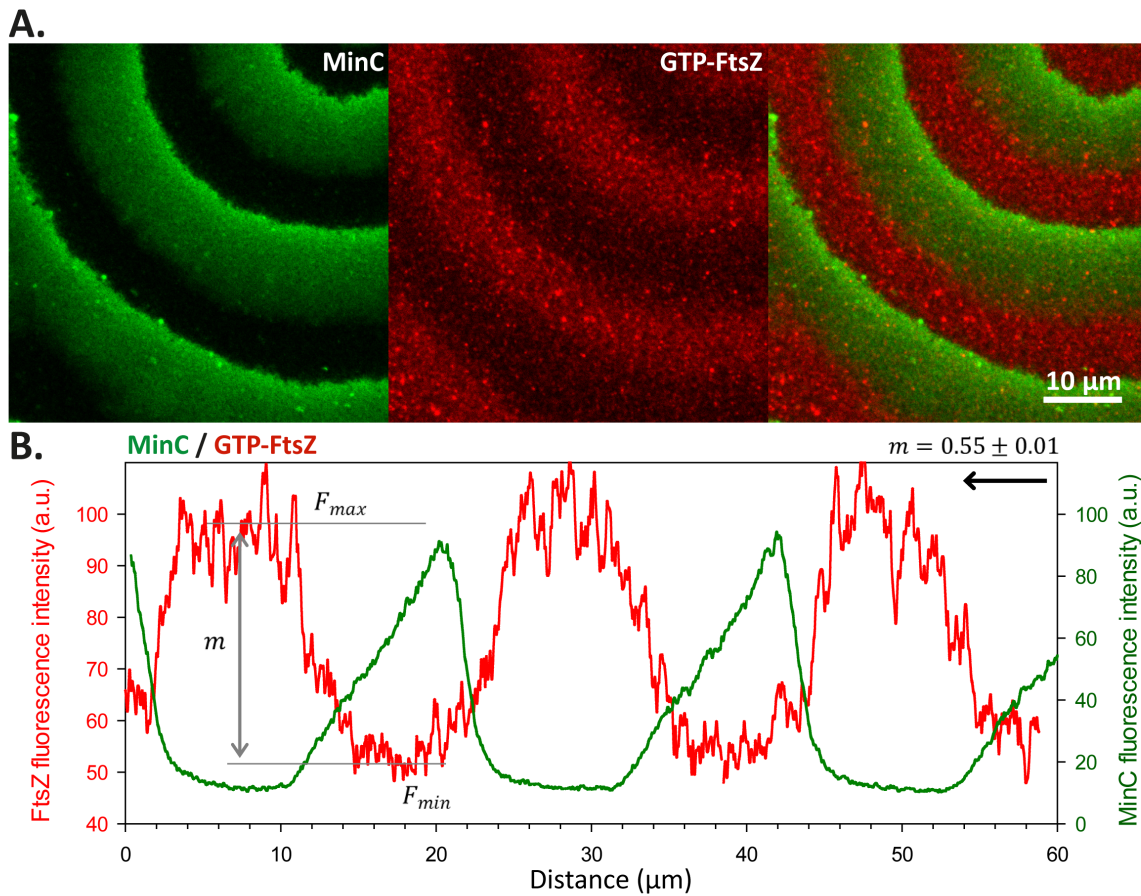 A.
MinC
GTP-FtsZ
10 µm
B.
MinC / GTP-FtsZ
m = 0.55 ± 0.01
FtsZ fluorescence intensity (a.u.)
100
90
80
70
60
50
40
F_max
m
F_min
100
80
60
40
20
0
MinC fluorescence intensity (a.u.)
0 10 20 30 40 50 60
Distance (µm)